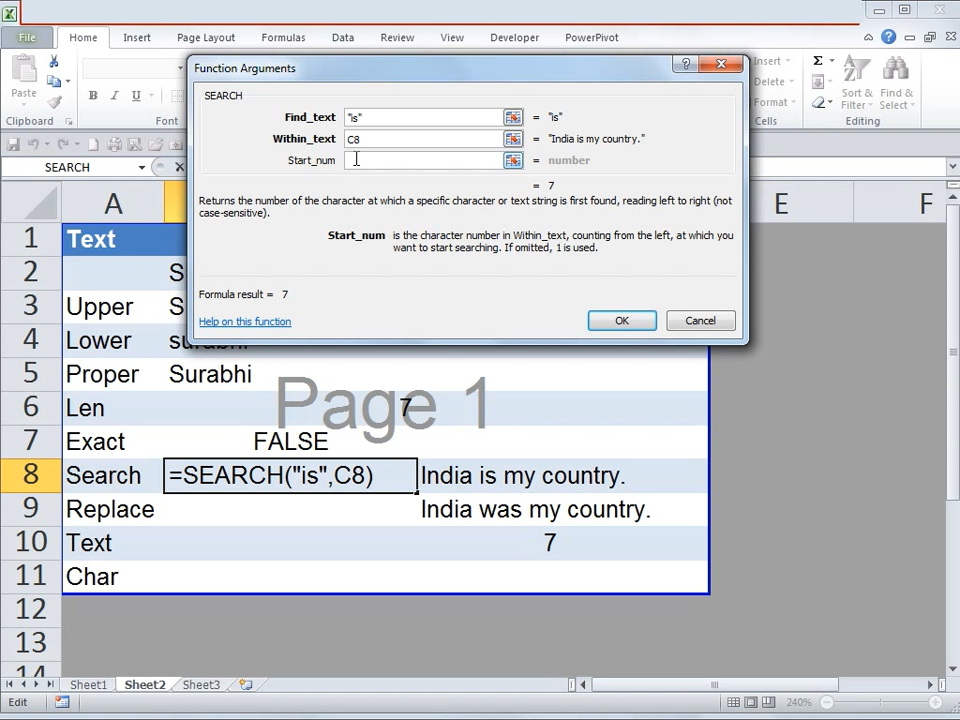 File Home Insert Page Layout Formulas Data Review View Developer PowerPivot
Paste
B I U
Clipboard Font
Insert
Delete
Format
Cells
Sort &
Filter
Find &
Select
Editing
Function Arguments
SEARCH
Find_text "is" = "is"
Within_text C8 = "India is my country."
Start_num = number
= 7
Returns the number of the character at which a specific character or text string is first found, reading left to right (not
case-sensitive).
Start_num is the character number in Within_text, counting from the left, at which you
want to start searching. If omitted, 1 is used.
Formula result = 7
Help on this function OK Cancel
SEARCH
A E F
1 Text
2 S
3 Upper S
4 Lower surabhi
5 Proper Surabhi
Page 1
6 Len 7
7 Exact FALSE
8 Search =SEARCH("is",C8) India is my country.
9 Replace India was my country.
10 Text 7
11 Char
12
13
14
Sheet1 Sheet2 Sheet3
Edit 240%